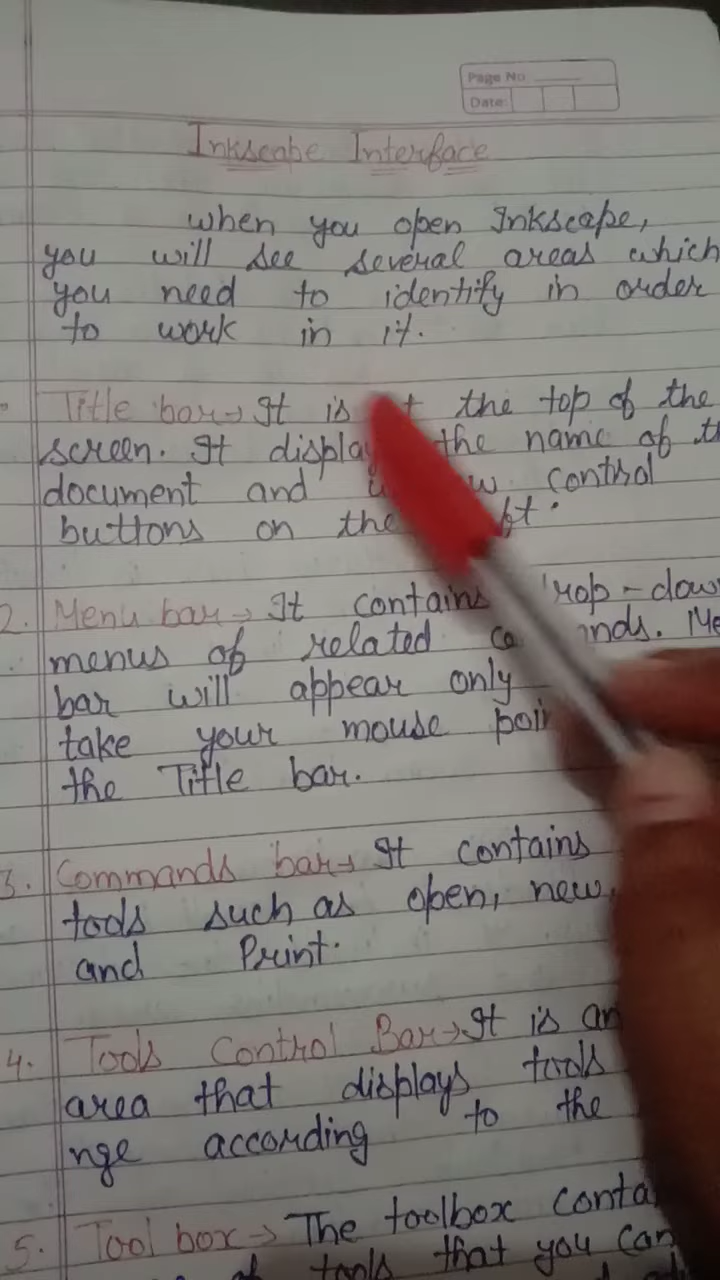 Page No
Date:
Inkscape Interface
when you open Inkscape,
you will see several areas which
you need to identify in order
to work in it.
Title bar→ It is the top of the
screen. It display the name of
document and control
buttons on the
2. Menu bar→ It contains
menus of related
bar will appear only
take your mouse
the Title bar.
3. Commands bar→ It contains
tools such as open, new,
and Print.
4. Tools Control Bar→ It is an
area that displays tools
nge according to the
5. Tool box→ The toolbox
tools that you can